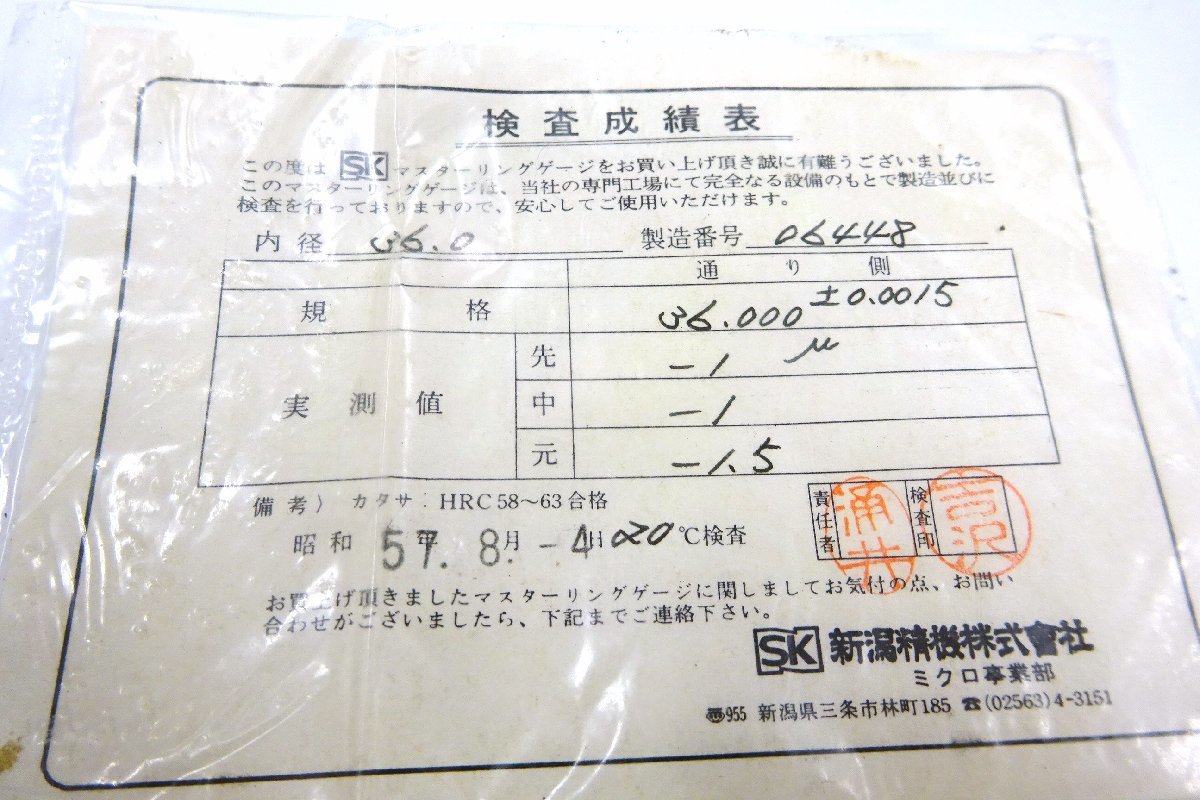 検査成績表
この度は SK マスターリングゲージをお買い上げ頂き誠に有難うございました。
このマスターリングゲージは、当社の専門工場にて完全なる設備のもとで製造並びに
検査を行っておりますので、安心してご使用いただけます。
内径 36.0 製造番号 06448
通り側
規格 36.000 ±0.0015
実測値 先 -1 μ
中 -1
元 -1.5
備考) カタサ:HRC58〜63合格
責任者 涌井 検査印 吉沢
昭和 57年 8月 -4日 20℃検査
お買上げ頂きましたマスターリングゲージに関しましてお気付の点、お問い
合わせがございましたら、下記までご連絡下さい。
SK 新潟精機株式會社
ミクロ事業部
〠955 新潟県三条市林町185 ☎(02563)4-3151